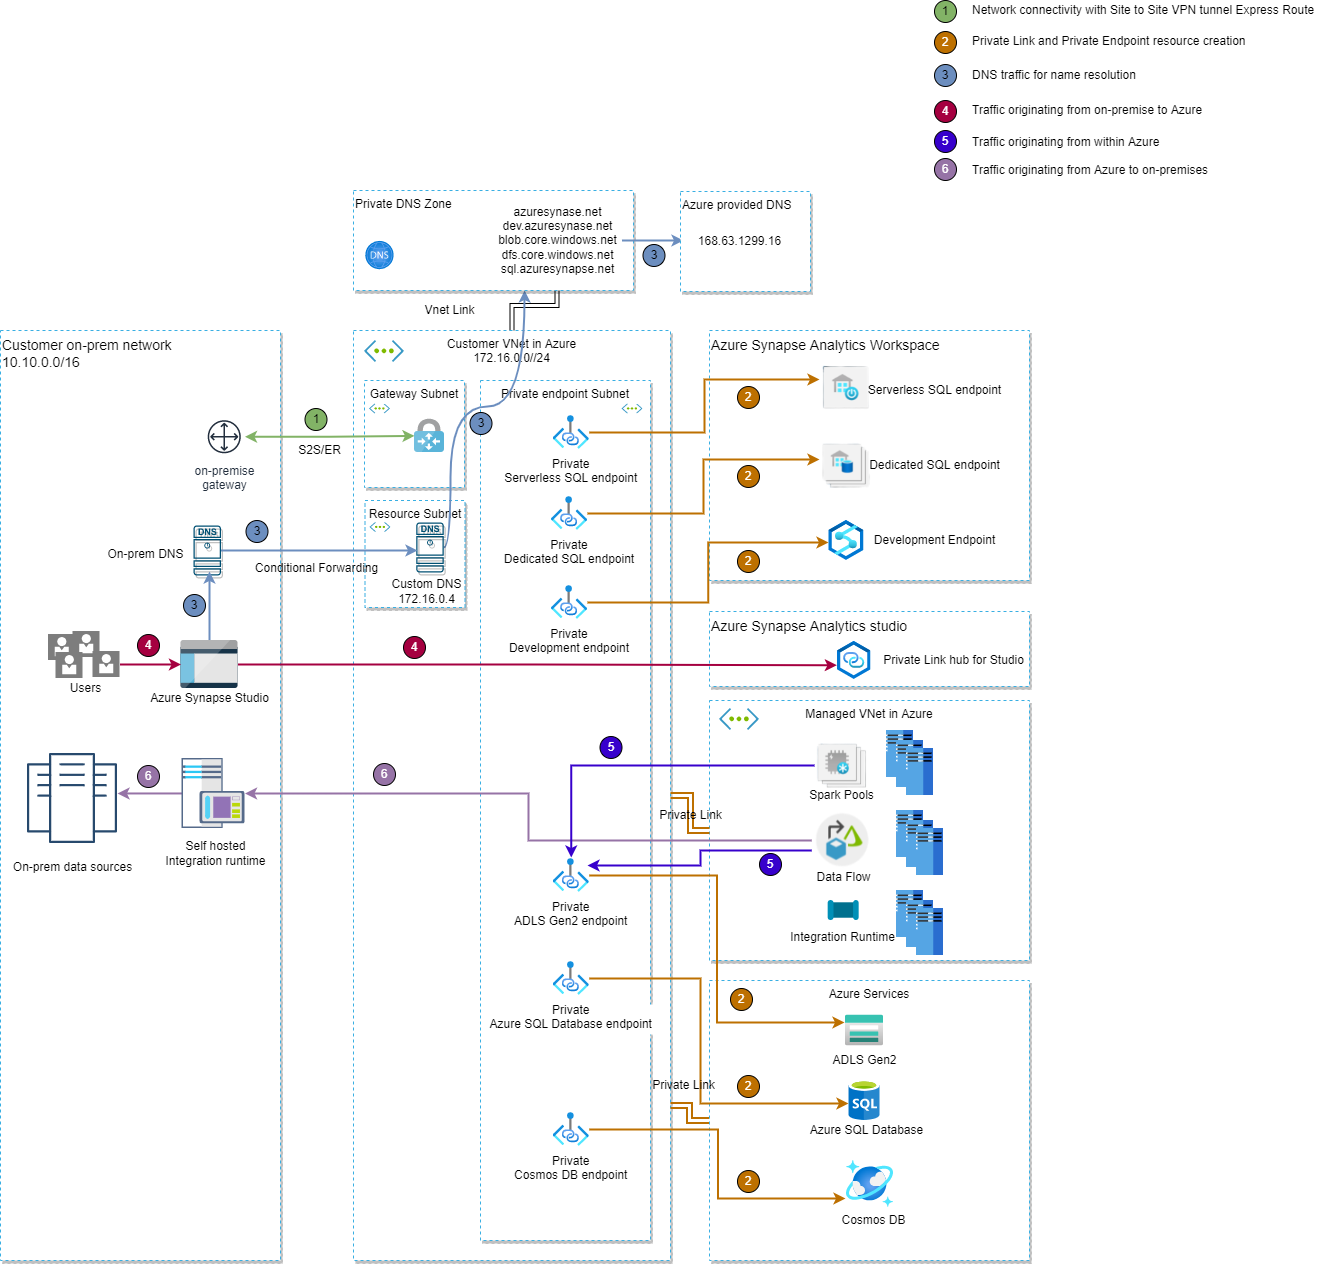 1 Network connectivity with Site to Site VPN tunnel Express Route
2 Private Link and Private Endpoint resource creation
3 DNS traffic for name resolution
4 Traffic originating from on-premise to Azure
5 Traffic originating from within Azure
6 Traffic originating from Azure to on-premises
Private DNS Zone
DNS
azuresynase.net
dev.azuresynase.net
blob.core.windows.net
dfs.core.windows.net
sql.azuresynapse.net
3
Azure provided DNS
168.63.1299.16
Vnet Link
Customer on-prem network
10.10.0.0/16
on-premise
gateway
1
S2S/ER
DNS
On-prem DNS
3
Conditional Forwarding
3
Users
4
Azure Synapse Studio
4
On-prem data sources
6
Self hosted
Integration runtime
6
Customer VNet in Azure
172.16.0.0//24
Gateway Subnet
Resource Subnet
DNS
Custom DNS
172.16.0.4
3
Private endpoint Subnet
Private
Serverless SQL endpoint
Private
Dedicated SQL endpoint
Private
Development endpoint
5
Private
ADLS Gen2 endpoint
Private
Azure SQL Database endpoint
Private
Cosmos DB endpoint
Azure Synapse Analytics Workspace
2
Serverless SQL endpoint
2
Dedicated SQL endpoint
2
Development Endpoint
Azure Synapse Analytics studio
Private Link hub for Studio
Managed VNet in Azure
Spark Pools
Private Link
5
Data Flow
Integration Runtime
Azure Services
2
ADLS Gen2
Private Link
2
SQL
Azure SQL Database
2
Cosmos DB